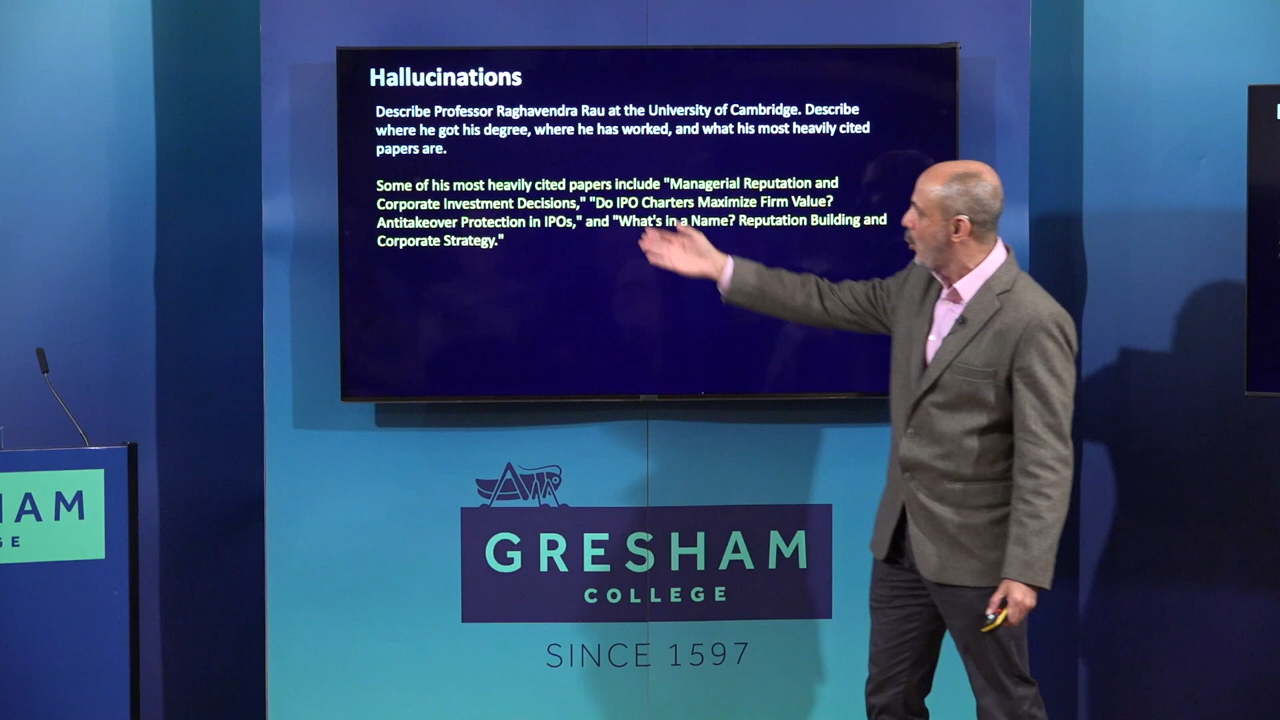 Hallucinations
Describe Professor Raghavendra Rau at the University of Cambridge. Describe
where he got his degree, where he has worked, and what his most heavily cited
papers are.
Some of his most heavily cited papers include "Managerial Reputation and
Corporate Investment Decisions," "Do IPO Charters Maximize Firm Value?
Antitakeover Protection in IPOs," and "What's in a Name? Reputation Building and
Corporate Strategy."
GRESHAM
COLLEGE
SINCE 1597